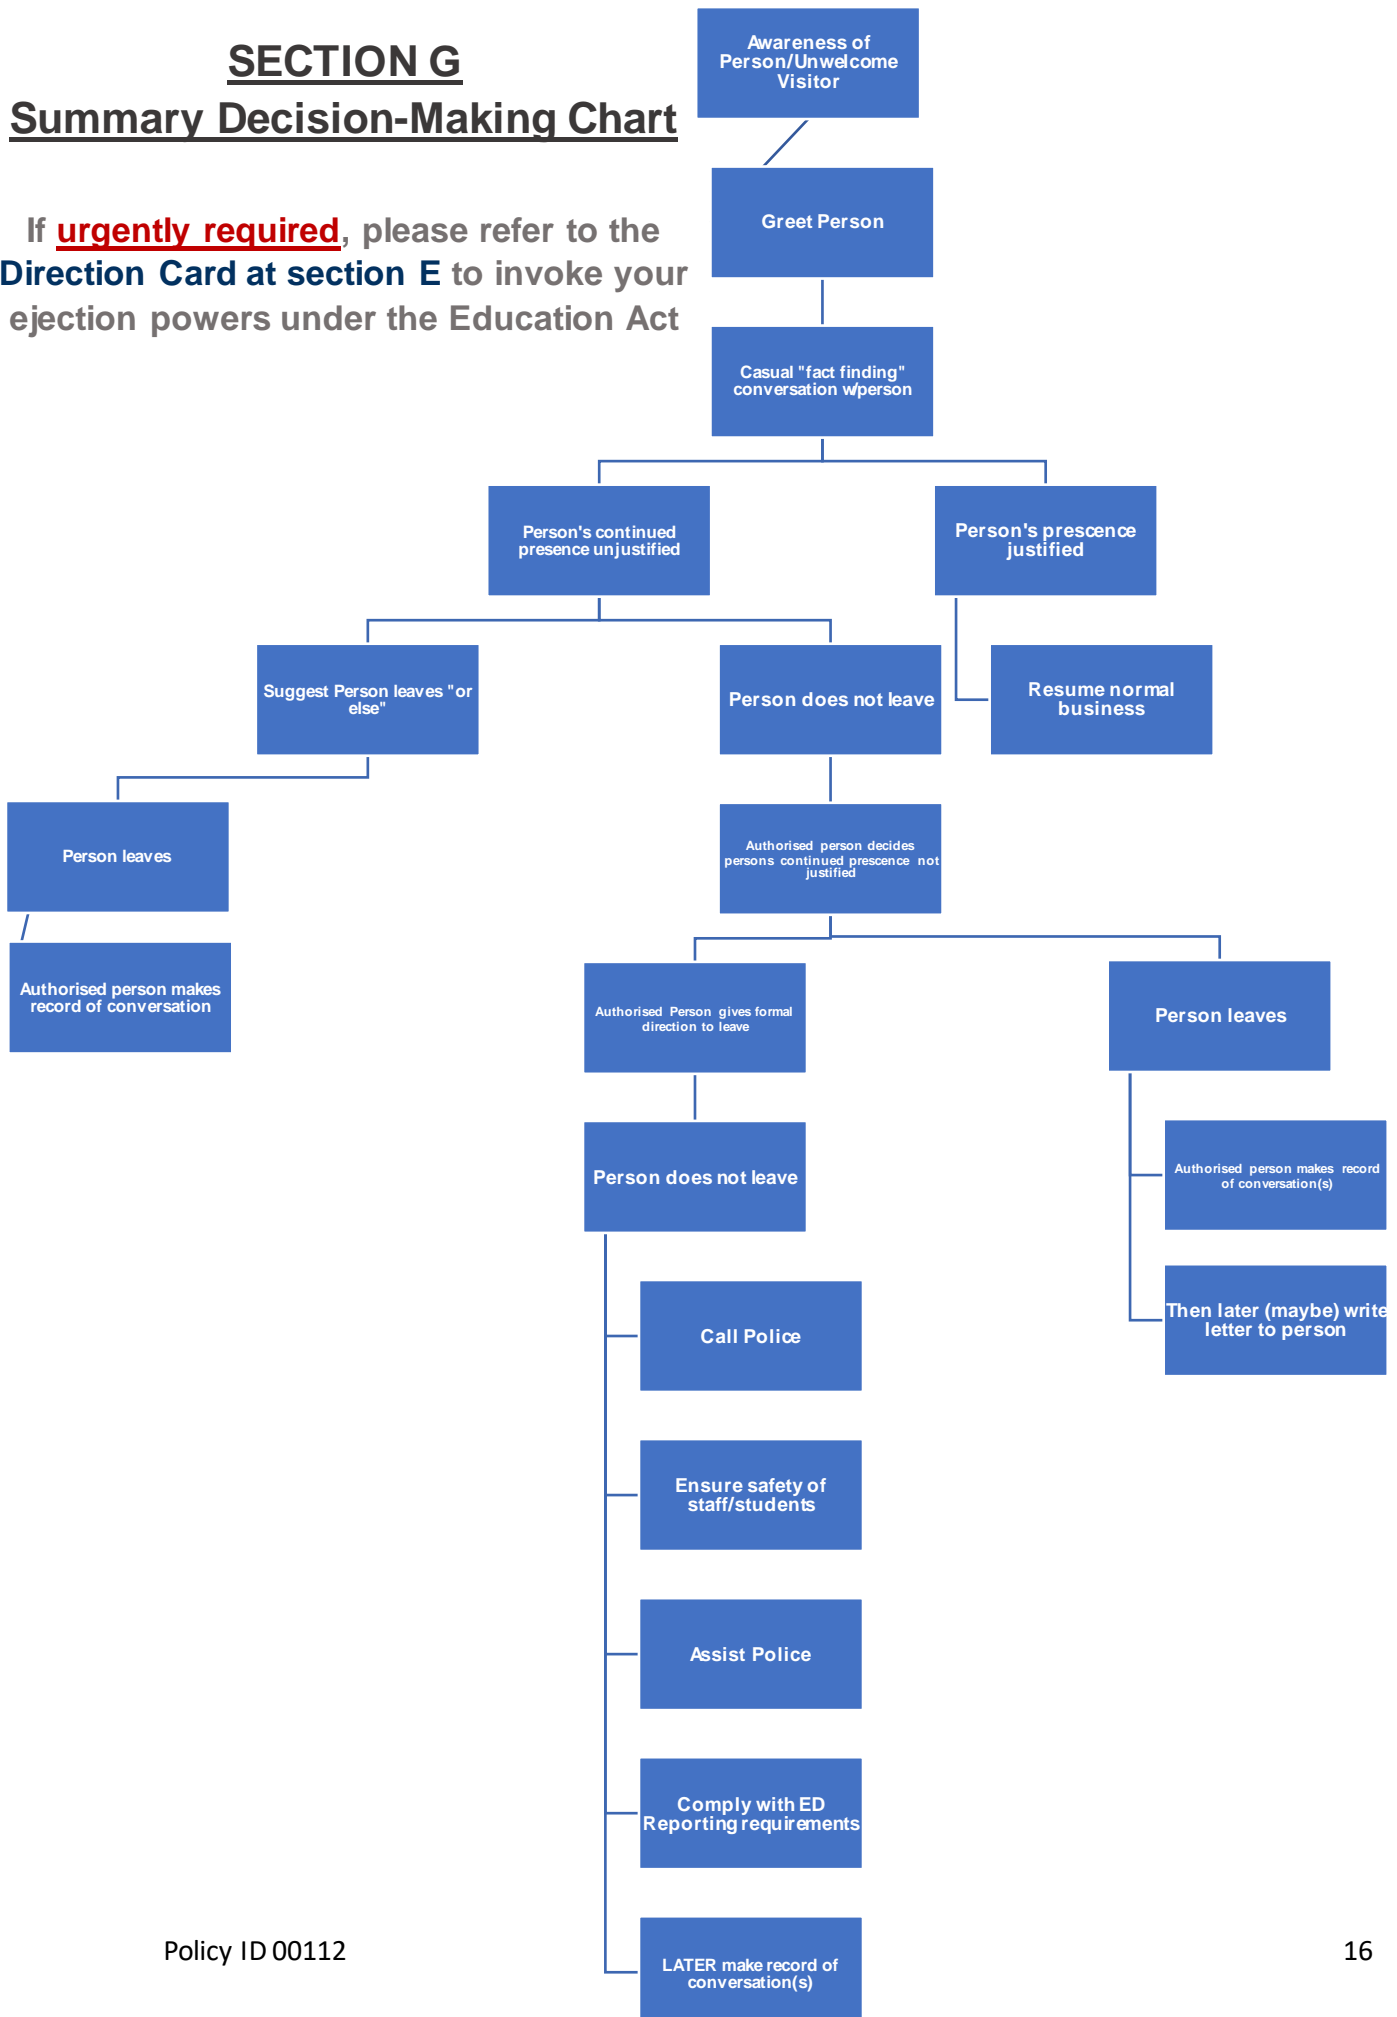 SECTION G
Summary Decision-Making Chart
If urgently required, please refer to the
Direction Card at section E to invoke your
ejection powers under the Education Act
Awareness of
Person/Unwelcome
Visitor
Greet Person
Casual "fact finding"
conversation w/person
Person's continued
presence unjustified
Person's prescence
justified
Suggest Person leaves "or
else"
Person does not leave
Resume normal
business
Person leaves
Authorised person decides
persons continued prescence not
justified
Authorised person makes
record of conversation
Authorised Person gives formal
direction to leave
Person leaves
Person does not leave
Authorised person makes record
of conversation(s)
Then later (maybe) write
letter to person
Call Police
Ensure safety of
staff/students
Assist Police
Comply with ED
Reporting requirements
LATER make record of
conversation(s)
Policy ID 00112
16